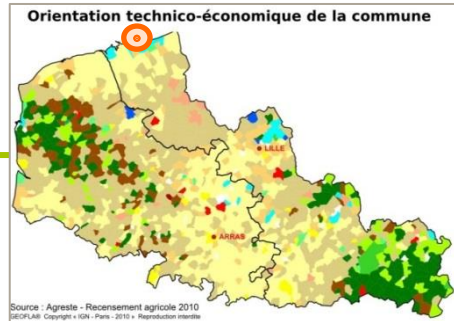 Orientation technico-économique de la commune
LILLE
ARRAS
Source : Agreste - Recensement agricole 2010
GEOFLA® Copyright « IGN - Paris - 2010 » Reproduction interdite